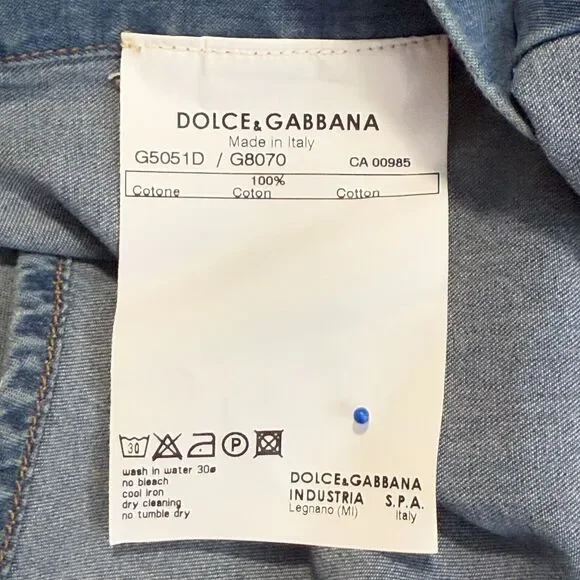 DOLCE&GABBANA
Made in Italy
G5051D / G8070 CA 00985
100%
Cotone Coton Cotton
30 P
wash in water 30ø
no bleach
cool iron
dry cleaning
no tumble dry
DOLCE&GABBANA
INDUSTRIA S.P.A.
Legnano (MI) Italy